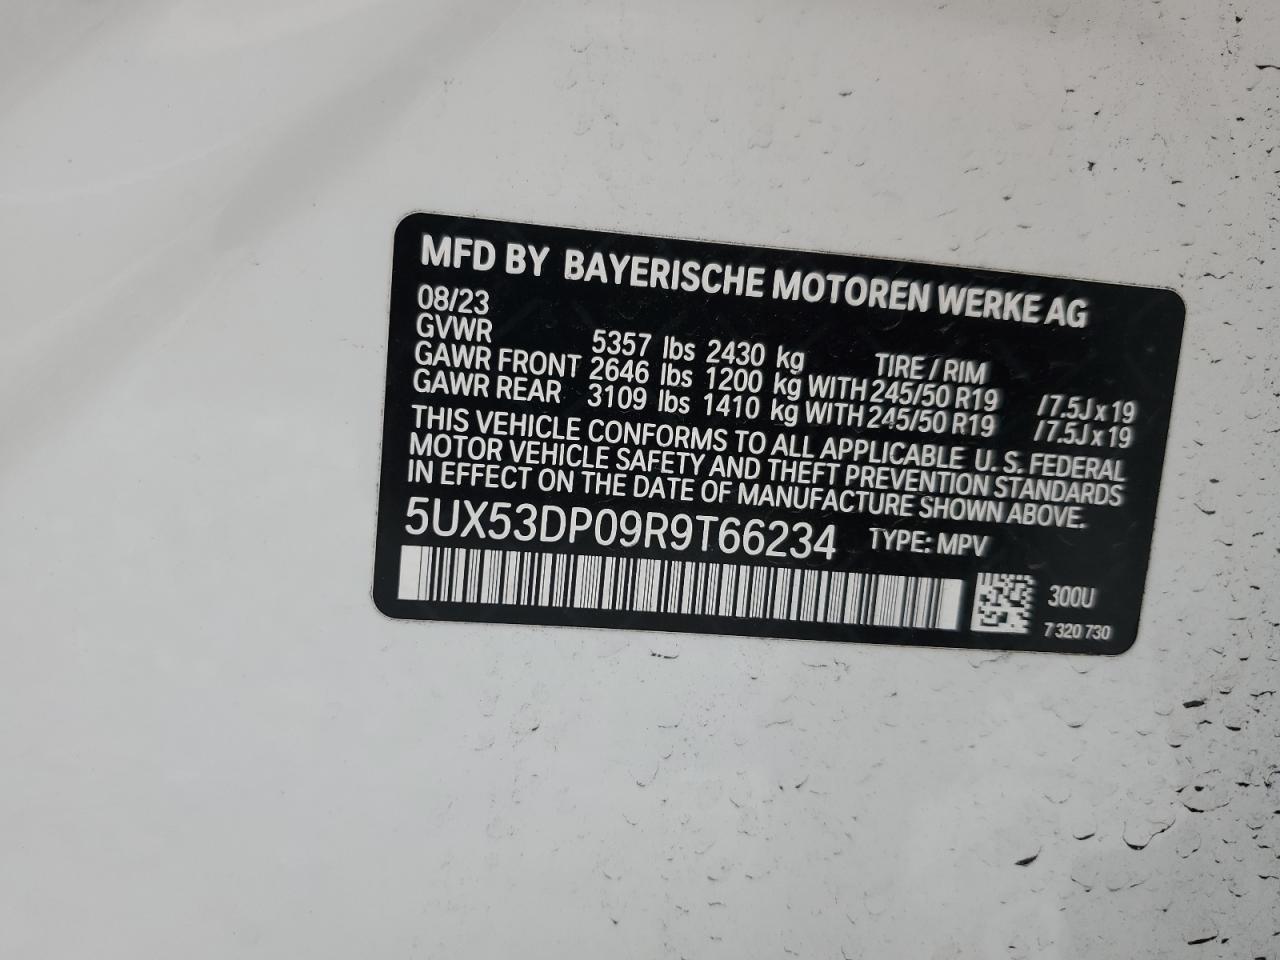 MFD BY BAYERISCHE MOTOREN WERKE AG
08/23
GVWR 5357 lbs 2430 kg TIRE / RIM
GAWR FRONT 2646 lbs 1200 kg WITH 245/50 R19 /7.5J x 19
GAWR REAR 3109 lbs 1410 kg WITH 245/50 R19 /7.5J x 19
THIS VEHICLE CONFORMS TO ALL APPLICABLE U. S. FEDERAL
MOTOR VEHICLE SAFETY AND THEFT PREVENTION STANDARDS
IN EFFECT ON THE DATE OF MANUFACTURE SHOWN ABOVE.
5UX53DP09R9T66234 TYPE: MPV
300U
7 320 730